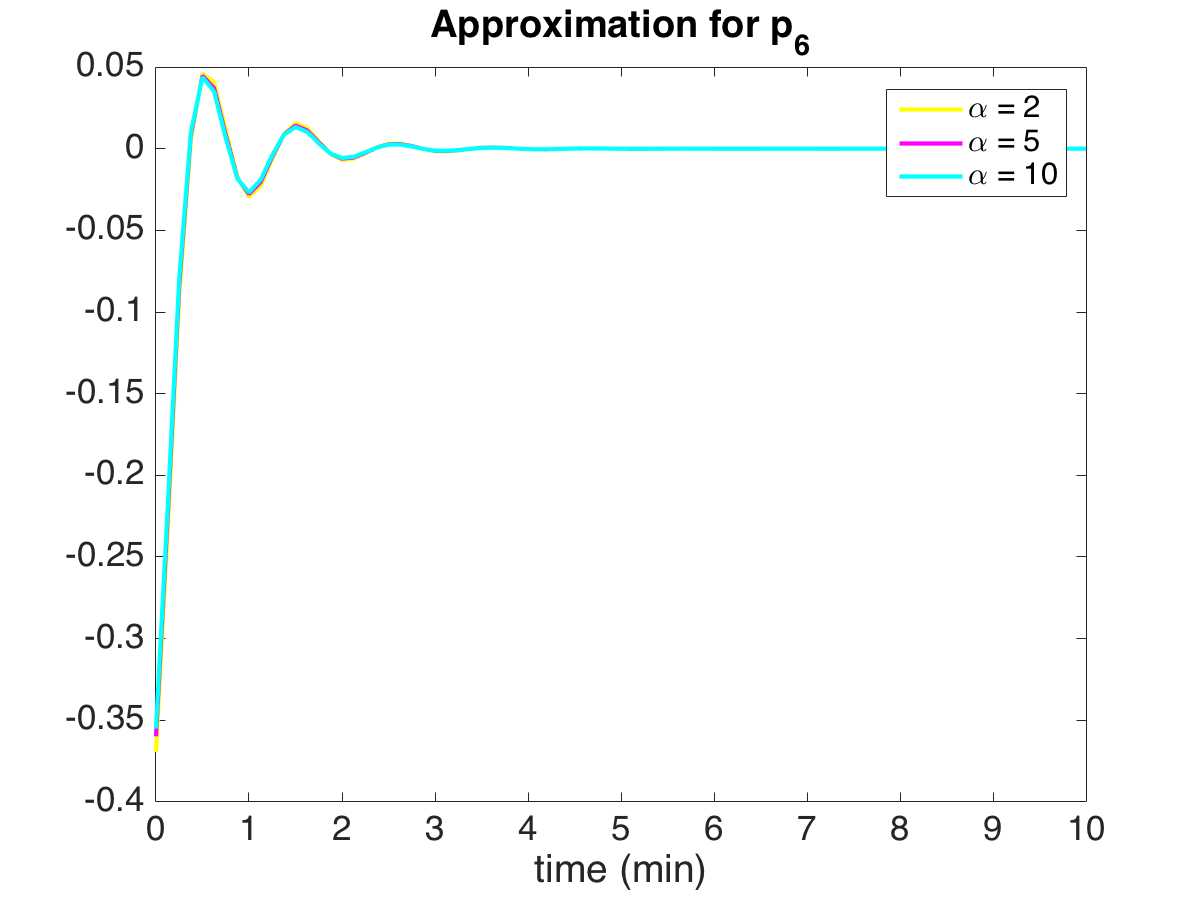 Approximation for p₆
0.05
0
-0.05
-0.1
-0.15
-0.2
-0.25
-0.3
-0.35
-0.4
α = 2
α = 5
α = 10
0 1 2 3 4 5 6 7 8 9 10
time (min)